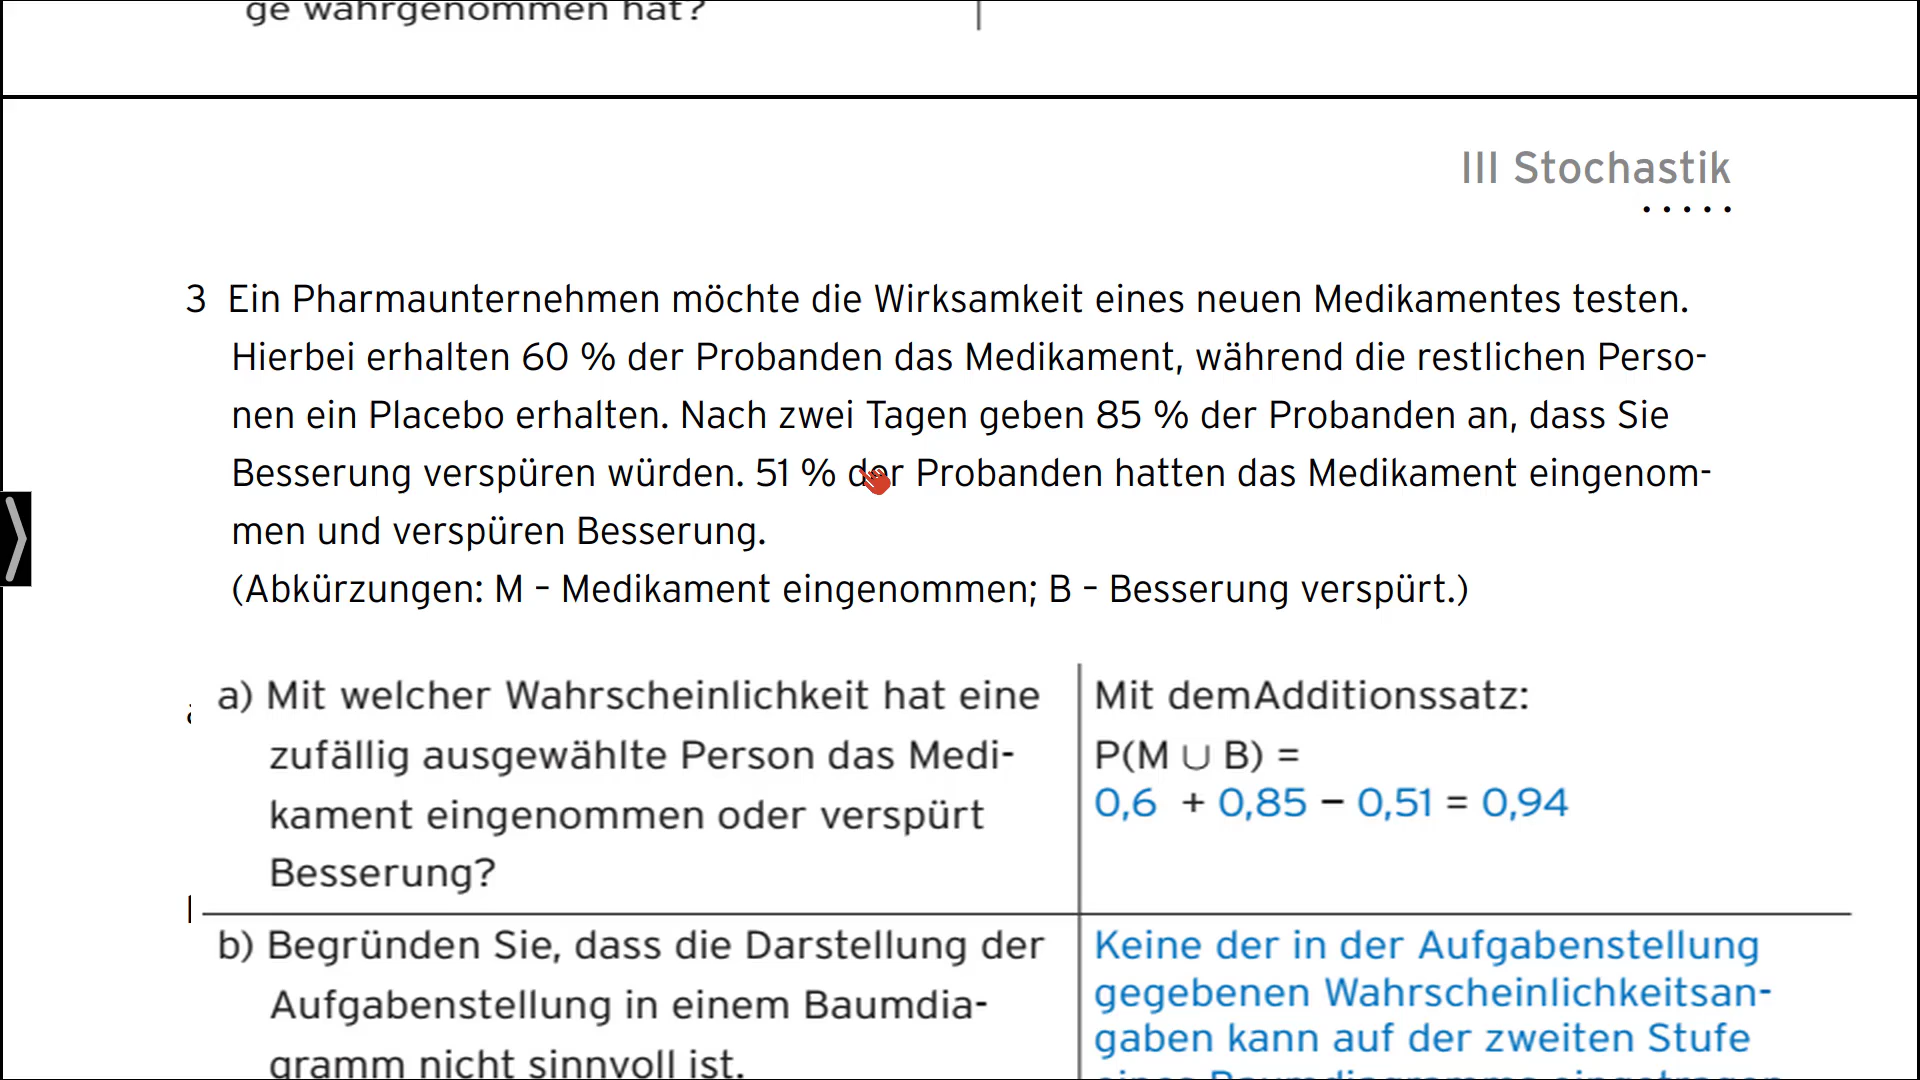 ge wahrgenommen hat?
III Stochastik
3 Ein Pharmaunternehmen möchte die Wirksamkeit eines neuen Medikamentes testen.
Hierbei erhalten 60 % der Probanden das Medikament, während die restlichen Perso-
nen ein Placebo erhalten. Nach zwei Tagen geben 85 % der Probanden an, dass Sie
Besserung verspüren würden. 51 % der Probanden hatten das Medikament eingenom-
men und verspüren Besserung.
(Abkürzungen: M – Medikament eingenommen; B – Besserung verspürt.)
a) Mit welcher Wahrscheinlichkeit hat eine
zufällig ausgewählte Person das Medi-
kament eingenommen oder verspürt
Besserung?
Mit demAdditionssatz:
P(M ∪ B) =
0,6 + 0,85 – 0,51 = 0,94
b) Begründen Sie, dass die Darstellung der
Aufgabenstellung in einem Baumdia-
gramm nicht sinnvoll ist.
Keine der in der Aufgabenstellung
gegebenen Wahrscheinlichkeitsan-
gaben kann auf der zweiten Stufe
eines Baumdiagramms eingetragen